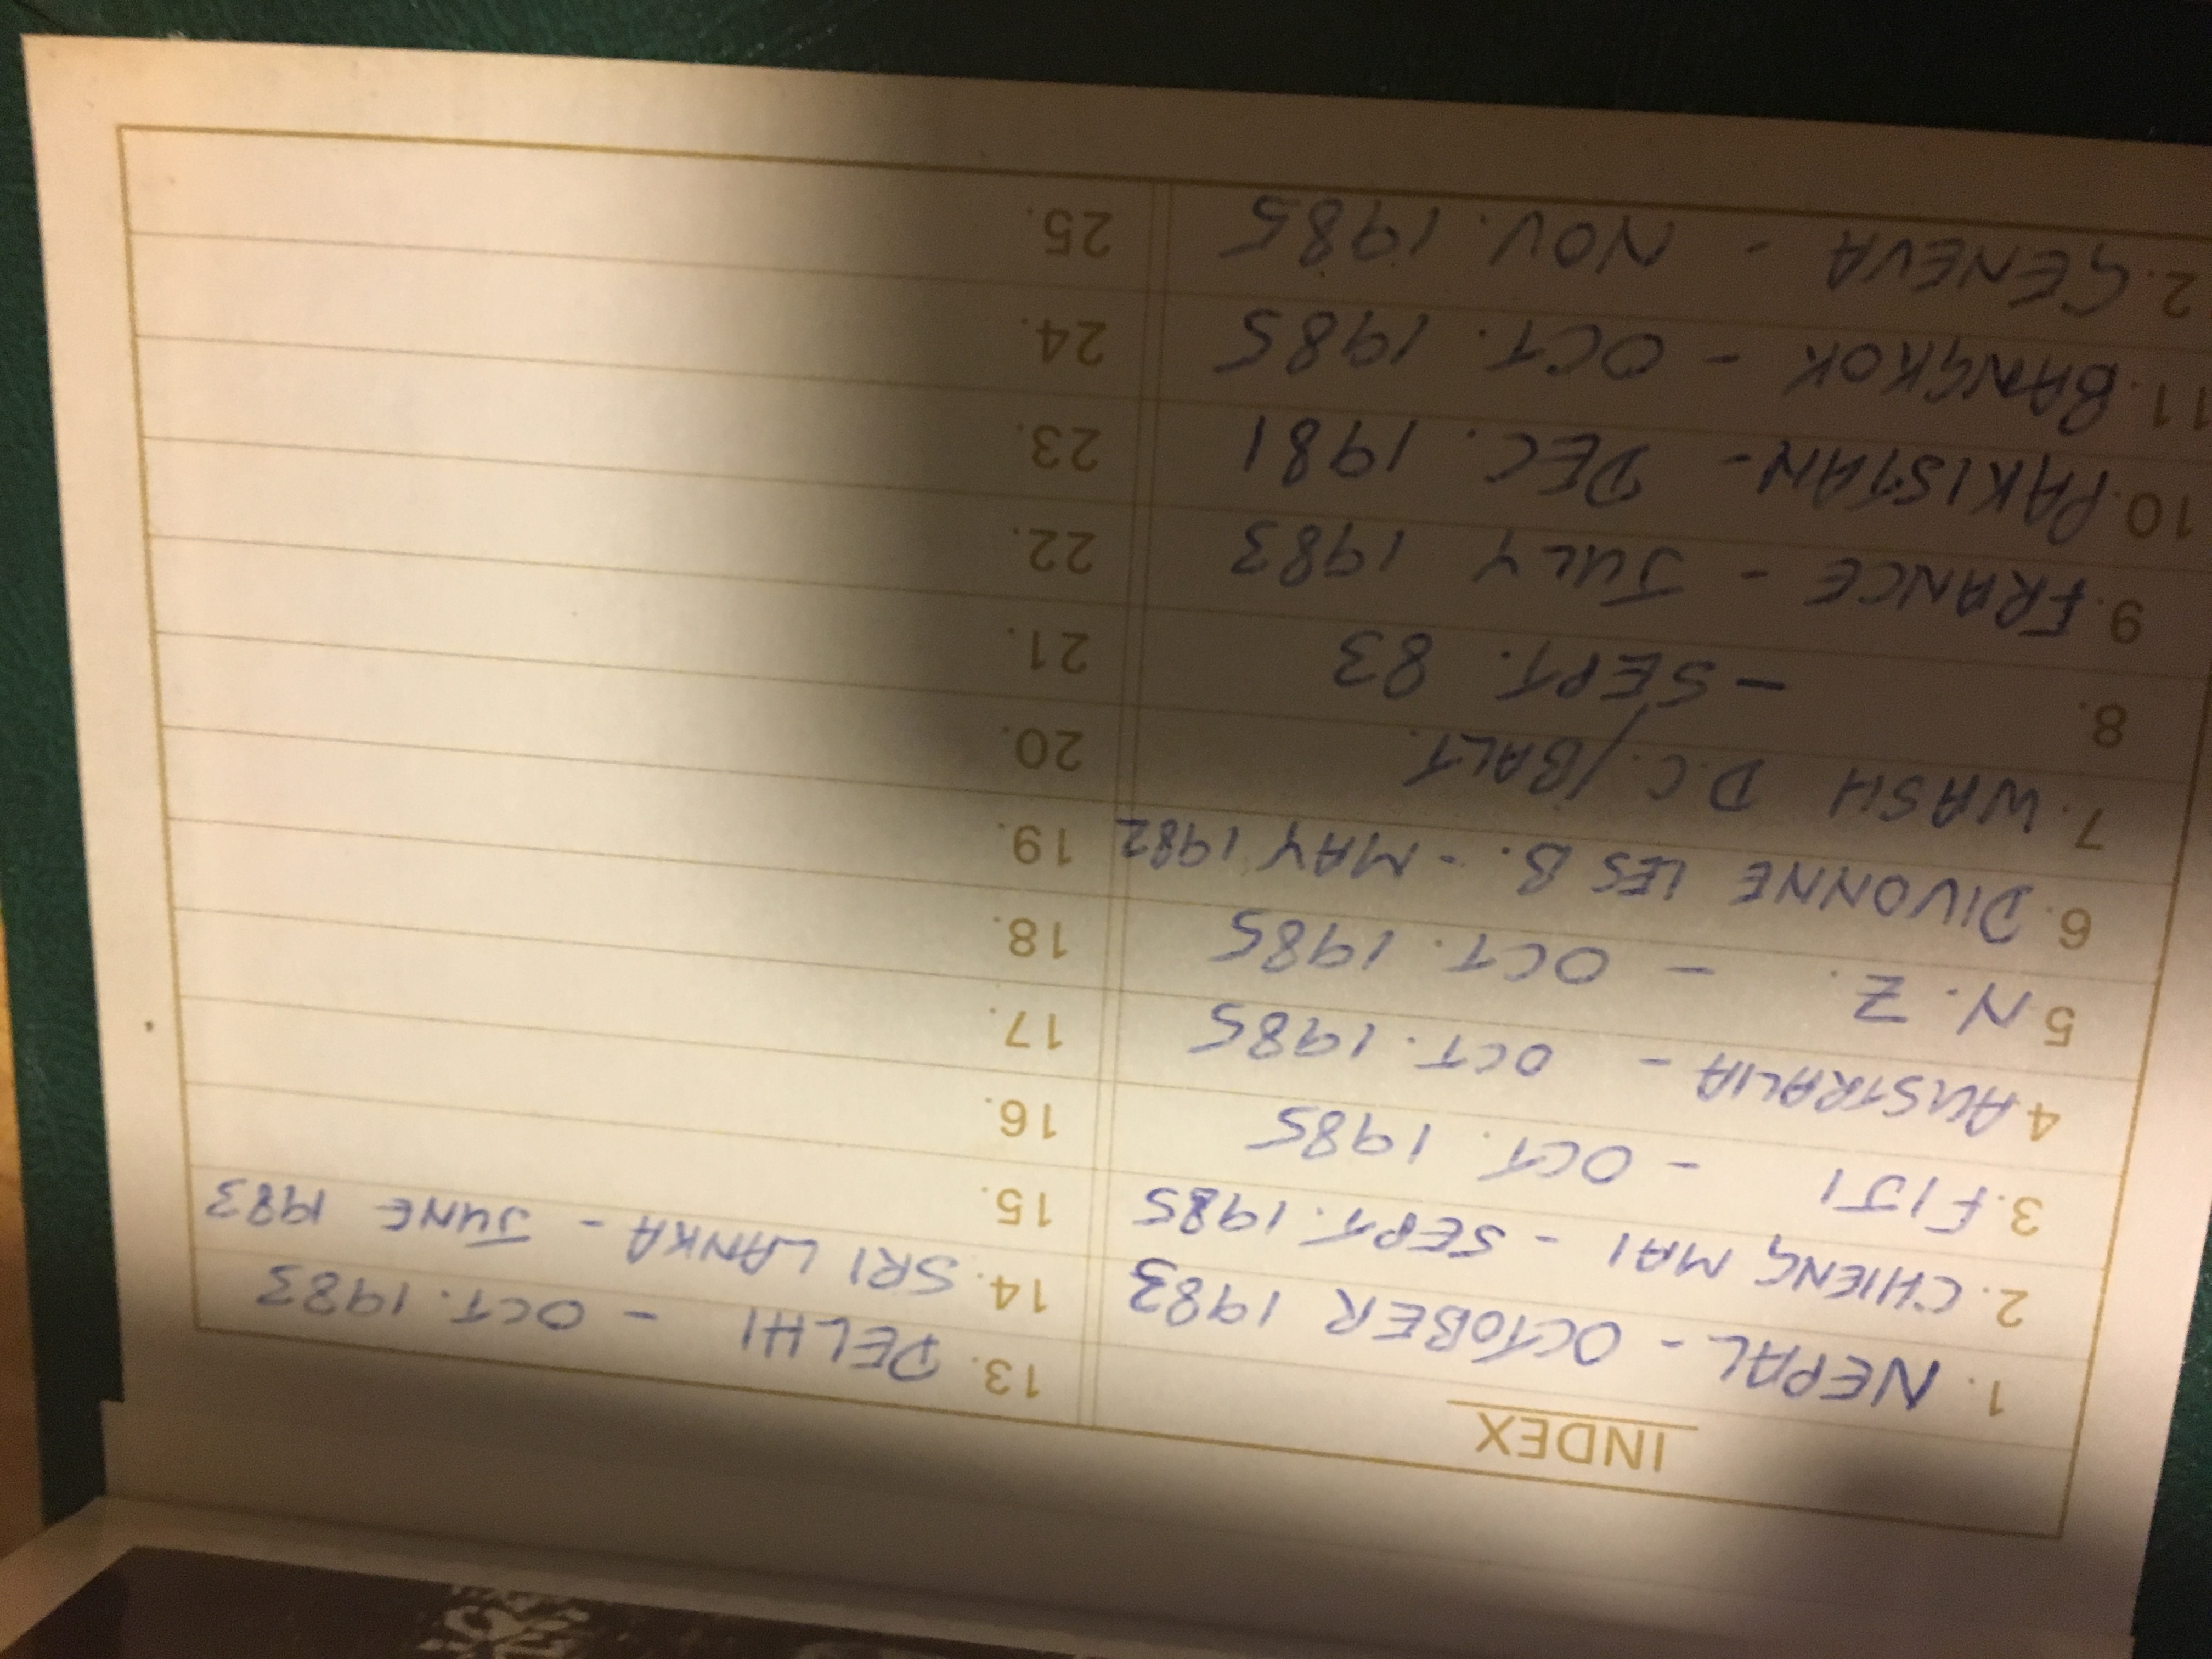 INDEX
1. NEPAL - OCTOBER 1983
2. CHIENG MAI - SEPT. 1985
3. FIJI - OCT. 1985
4. AUSTRALIA - OCT. 1985
5. N. Z. - OCT. 1985
6. DIVONNE LES B. - MAY 1982
7. WASH D.C./BALT.
8. - SEPT. 83
9. FRANCE - JULY 1983
10. PAKISTAN - DEC. 1981
11. BANGKOK - OCT. 1985
2. GENEVA - NOV. 1985
13. DELHI - OCT. 1983
14. SRI LANKA - JUNE 1983
15.
16.
17.
18.
19.
20.
21.
22.
23.
24.
25.